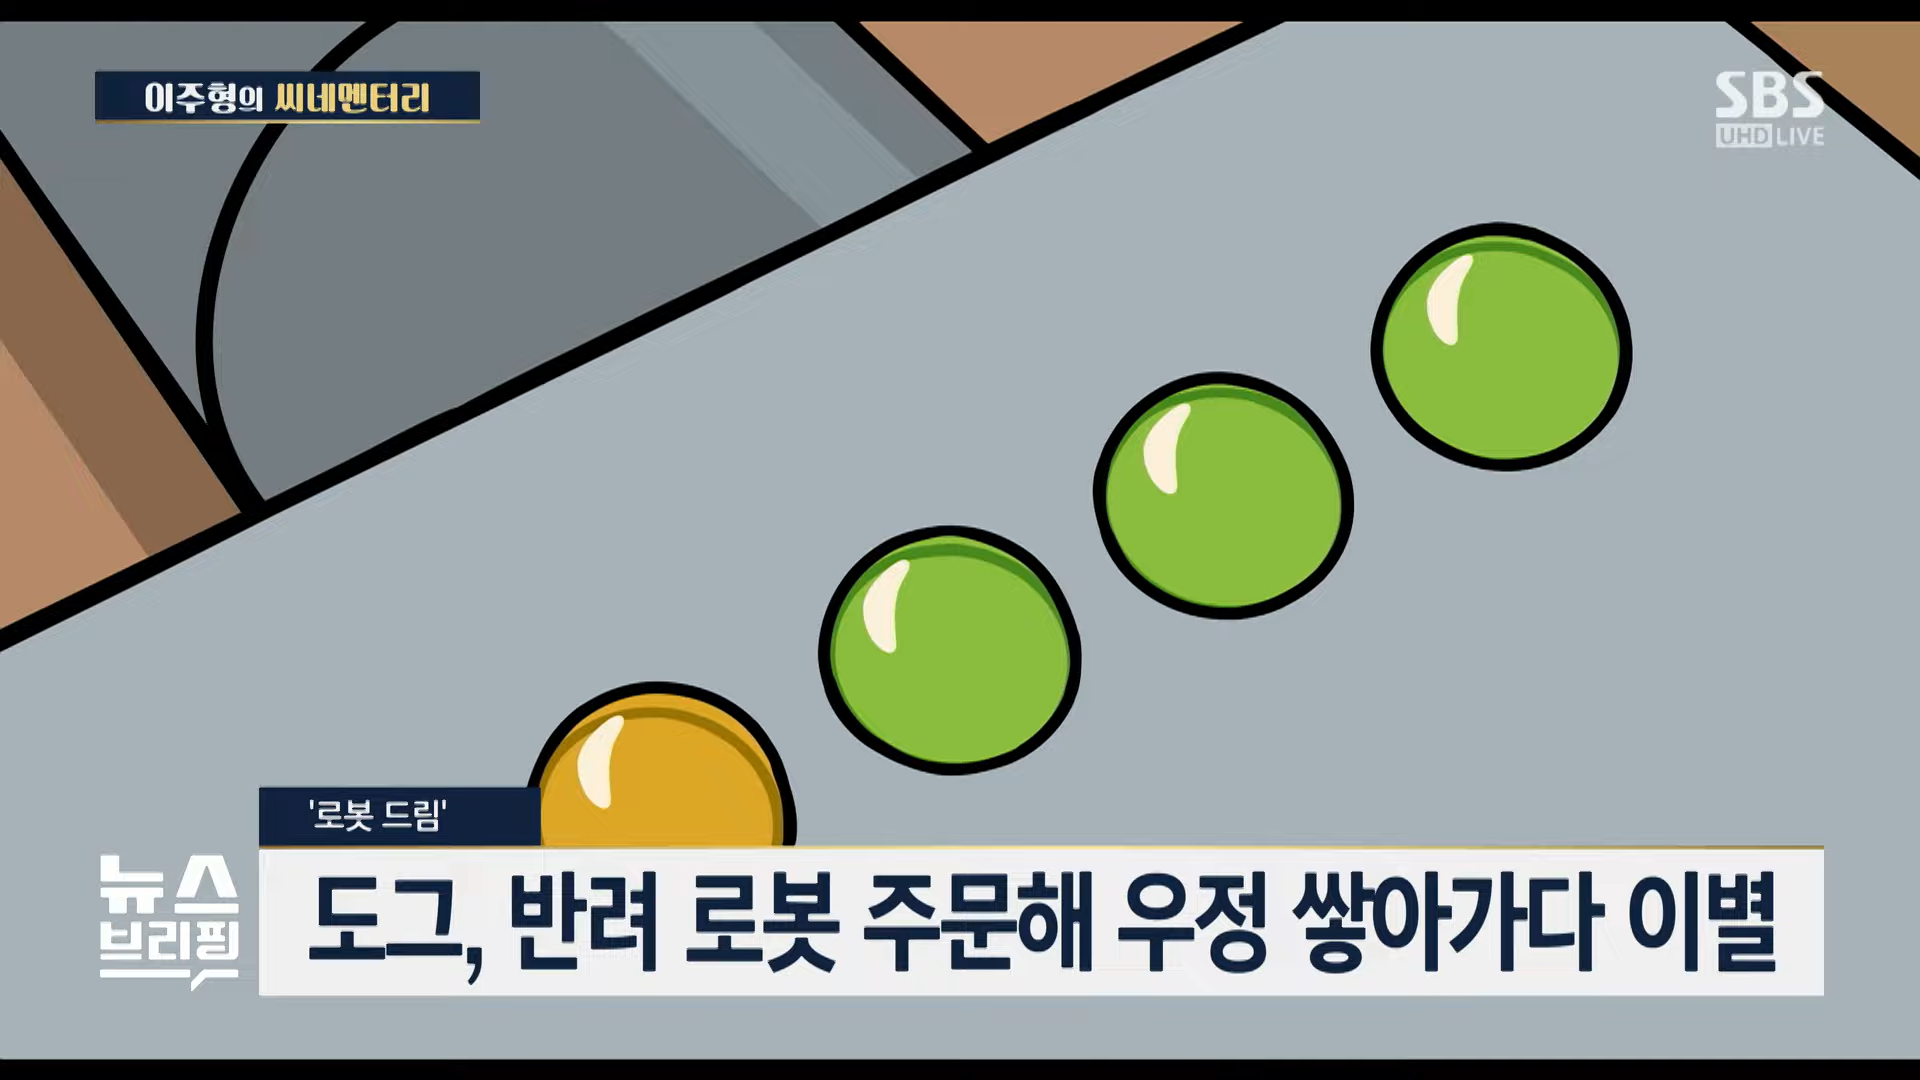 이주형의 씨네멘터리
SBS
UHD LIVE
'로봇 드림'
뉴스
브리핑
도그, 반려 로봇 주문해 우정 쌓아가다 이별